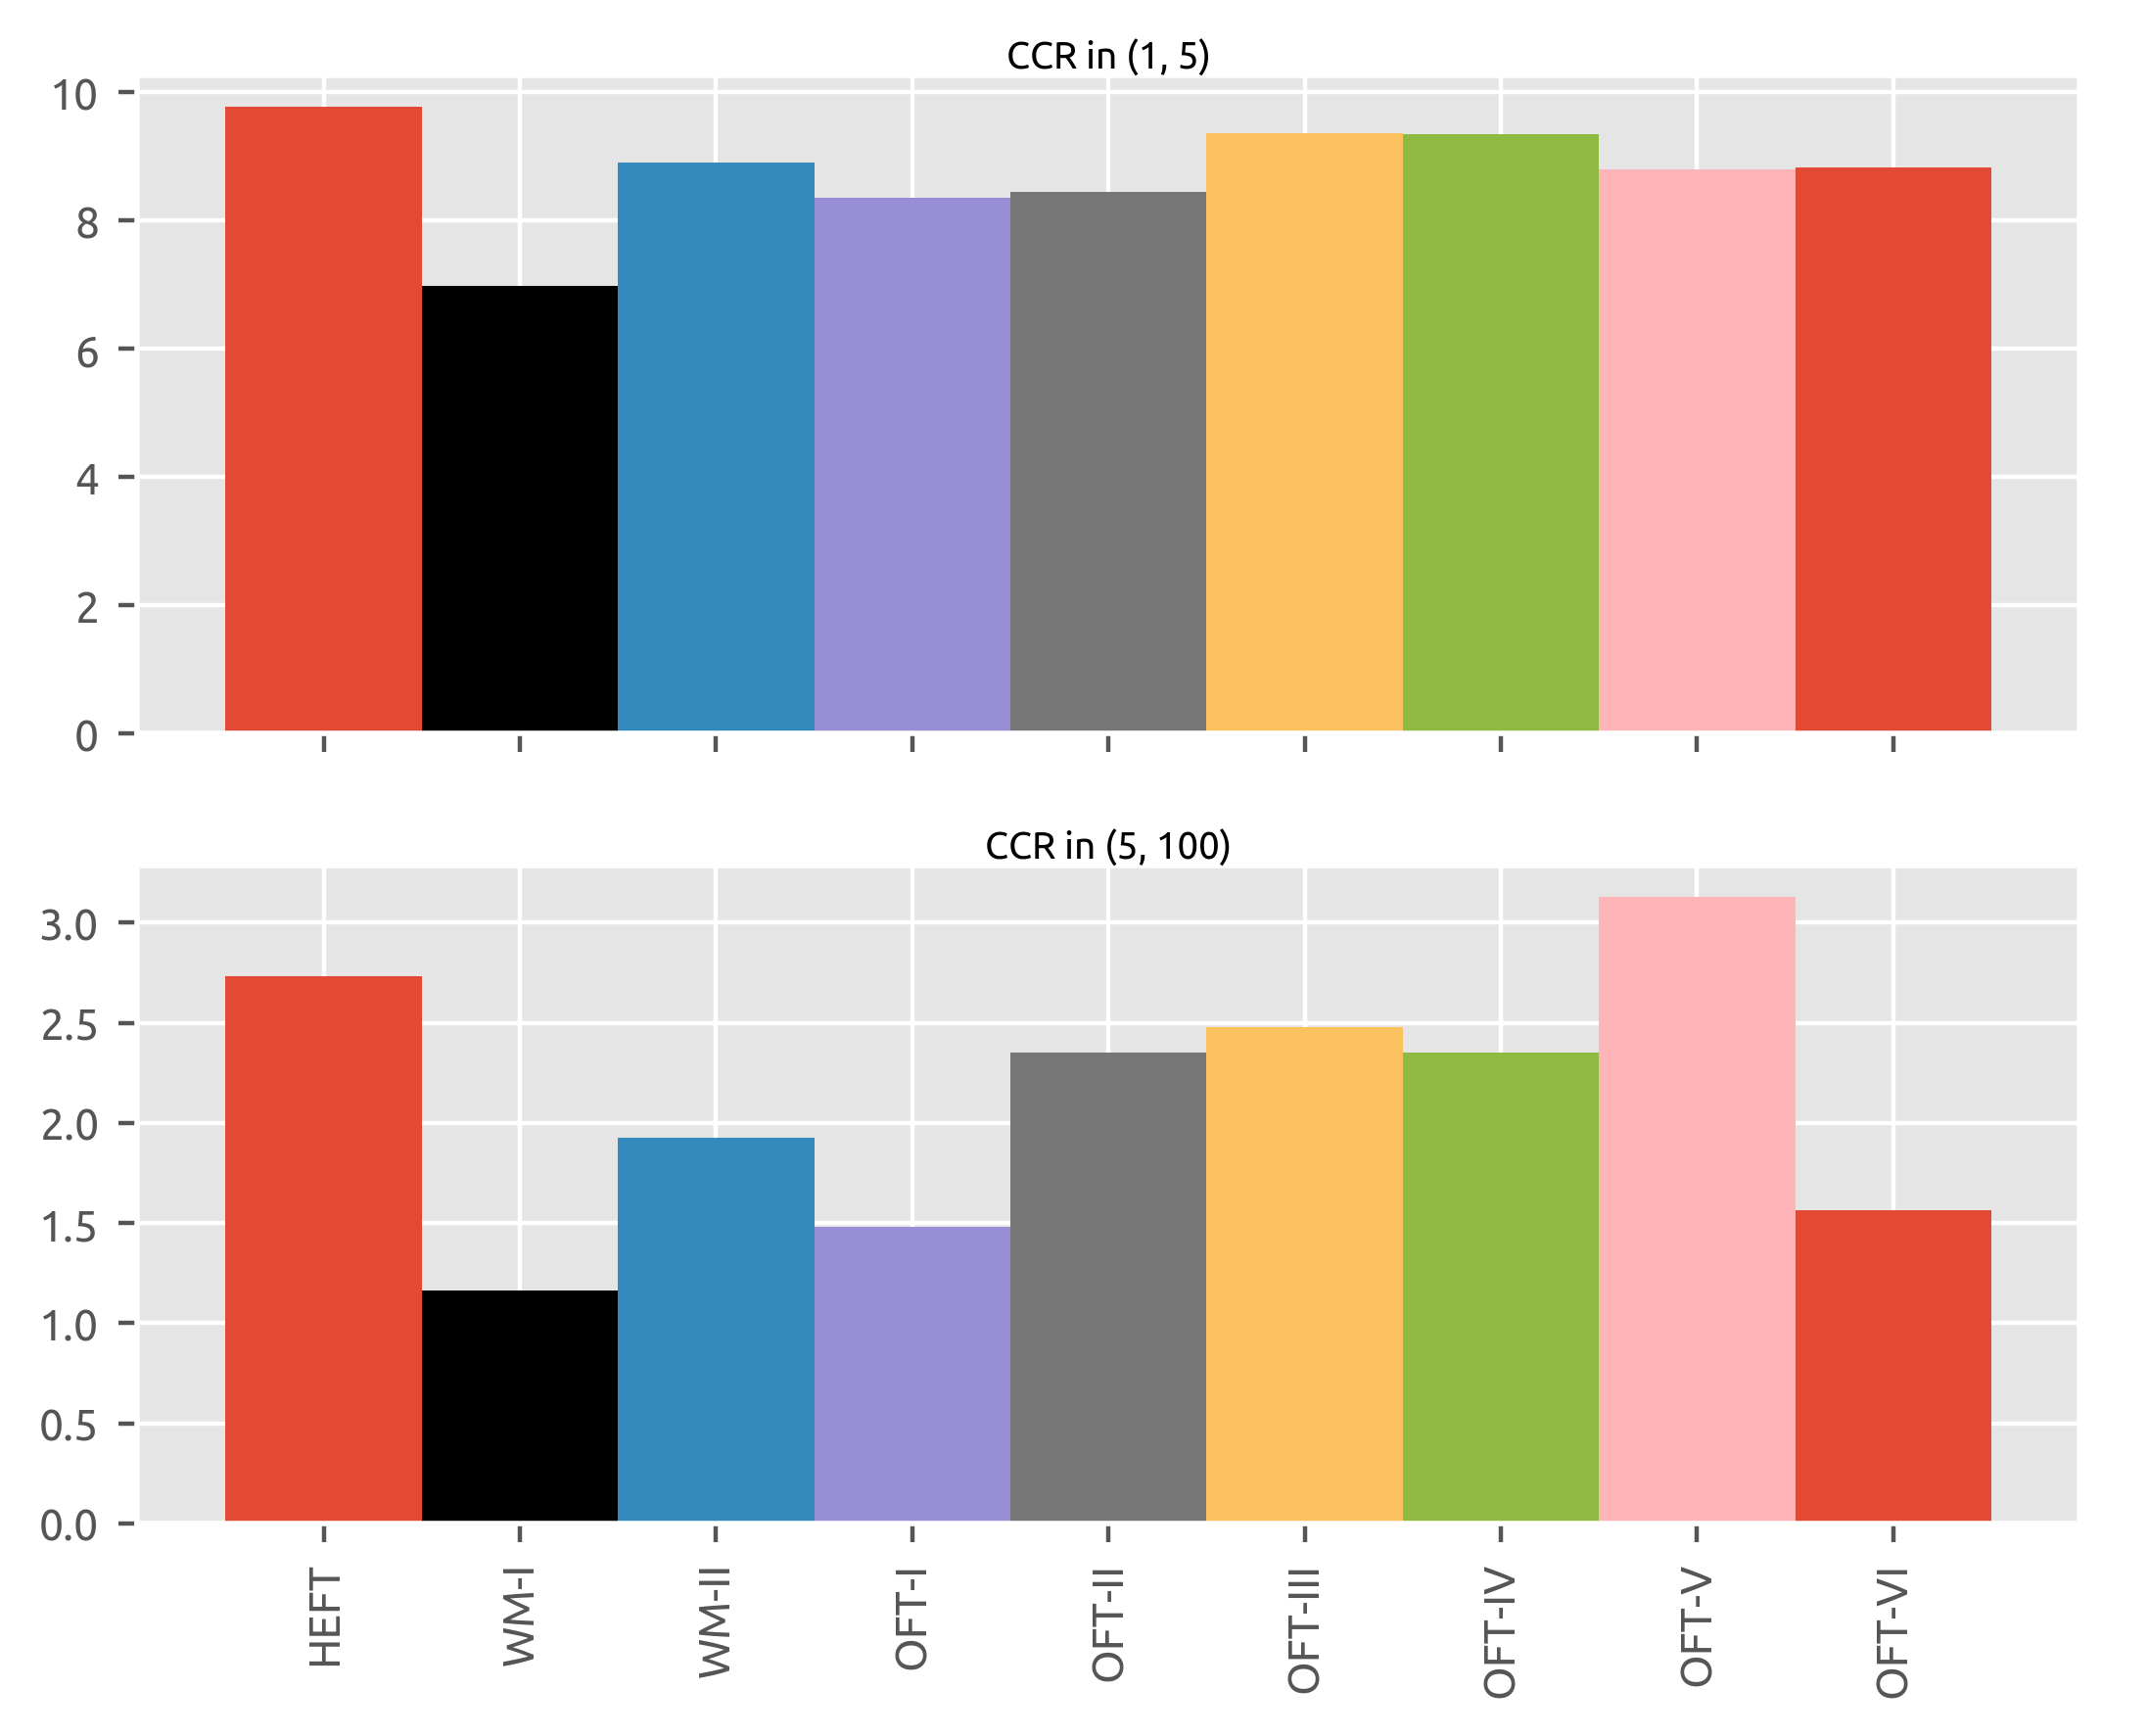 CCR in (1, 5)
10
8
6
4
2
0
CCR in (5, 100)
3.0
2.5
2.0
1.5
1.0
0.5
0.0
HEFT
WM-I
WM-III
OFT-I
OFT-II
OFT-III
OFT-IV
OFT-V
OFT-VI